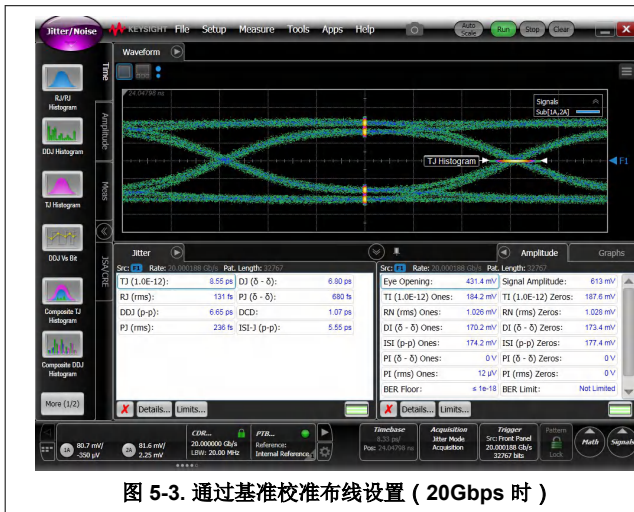 Jitter/Noise
KEYSIGHT File Setup Measure Tools Apps Help
Auto Scale Run Stop Clear
Waveform
Time
Amplitude
Meas
JSA/CRE
RJ/PJ Histogram
DDJ Histogram
TJ Histogram
DDJ Vs Bit
Composite TJ Histogram
Composite DDJ Histogram
More (1/2)
24.04798 ns
Signals
Sub[1A,2A]
TJ Histogram
F1
Jitter
Src: F1 Rate: 20.000188 Gb/s Pat. Length: 32767
TJ (1.0E-12): 8.55 ps DJ (δ - δ): 6.80 ps
RJ (rms): 131 fs PJ (δ - δ): 680 fs
DDJ (p-p): 6.65 ps DCD: 1.07 ps
PJ (rms): 236 fs ISI-J (p-p): 5.55 ps
Details... Limits...
Amplitude Graphs
Src: F1 Rate: 20.000188 Gb/s Pat. Length: 32767
Eye Opening: 431.4 mV Signal Amplitude: 613 mV
TI (1.0E-12) Ones: 184.2 mV TI (1.0E-12) Zeros: 187.6 mV
RN (rms) Ones: 1.026 mV RN (rms) Zeros: 1.028 mV
DI (δ - δ) Ones: 170.2 mV DI (δ - δ) Zeros: 173.4 mV
ISI (p-p) Ones: 174.2 mV ISI (p-p) Zeros: 177.4 mV
PI (δ - δ) Ones: 0 V PI (δ - δ) Zeros: 0 V
PI (rms) Ones: 12 µV PI (rms) Zeros: 0 V
BER Floor: ≤ 1e-18 BER Limit: Not Limited
Details... Limits...
1A 80.7 mV/ -350 µV
2A 81.6 mV/ 2.25 mV
CDR...
20.000000 Gb/s
LBW: 20.00 MHz
PTB...
Reference:
Internal Reference
Timebase
8.33 ps/
Pos: 24.04798 ns
Acquisition
Jitter Mode
Acquisition
Trigger
Src: Front Panel
20.000188 Gb/s
32767 bits
Pattern
Lock
Math
Signals
图 5-3. 通过基准校准布线设置（20Gbps 时）